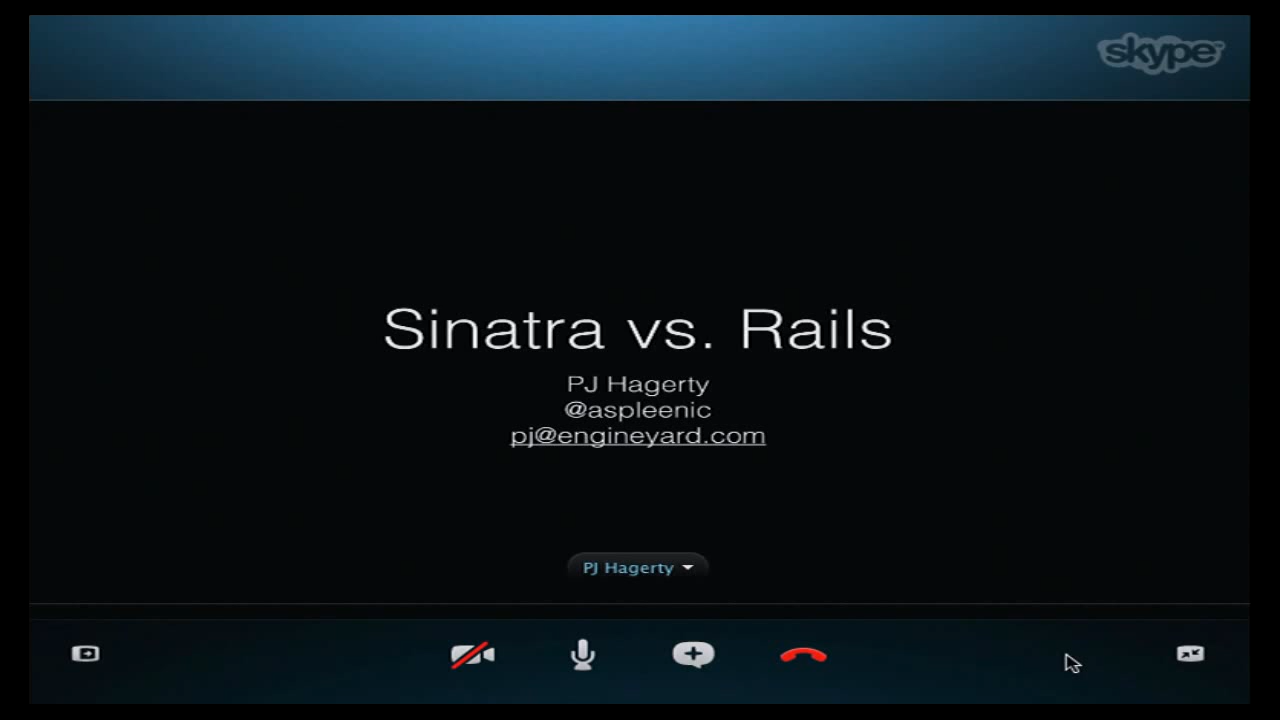 skype
Sinatra vs. Rails
PJ Hagerty
@aspleenic
pj@engineyard.com
PJ Hagerty